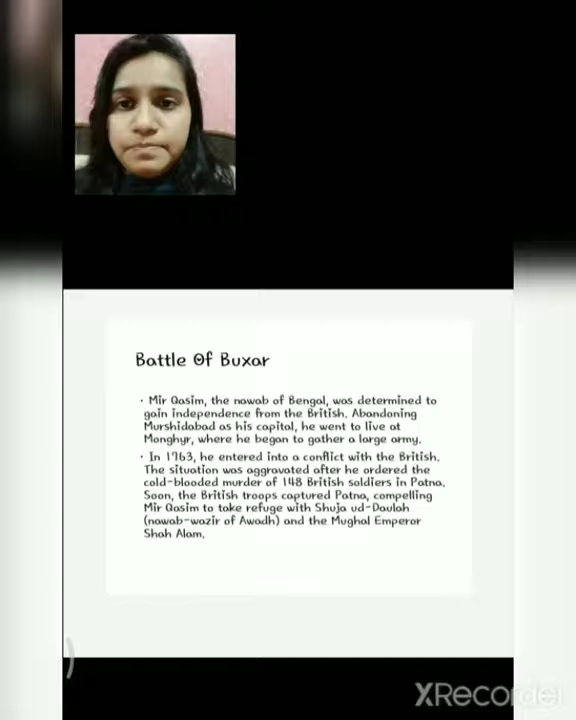 Battle Of Buxar
• Mir Qasim, the nawab of Bengal, was determined to
gain independence from the British. Abandoning
Murshidabad as his capital, he went to live at
Monghyr, where he began to gather a large army.
• In 1763, he entered into a conflict with the British.
The situation was aggravated after he ordered the
cold-blooded murder of 148 British soldiers in Patna.
Soon, the British troops captured Patna, compelling
Mir Qasim to take refuge with Shuja ud-Daulah
(nawab-wazir of Awadh) and the Mughal Emperor
Shah Alam.
XRecorder